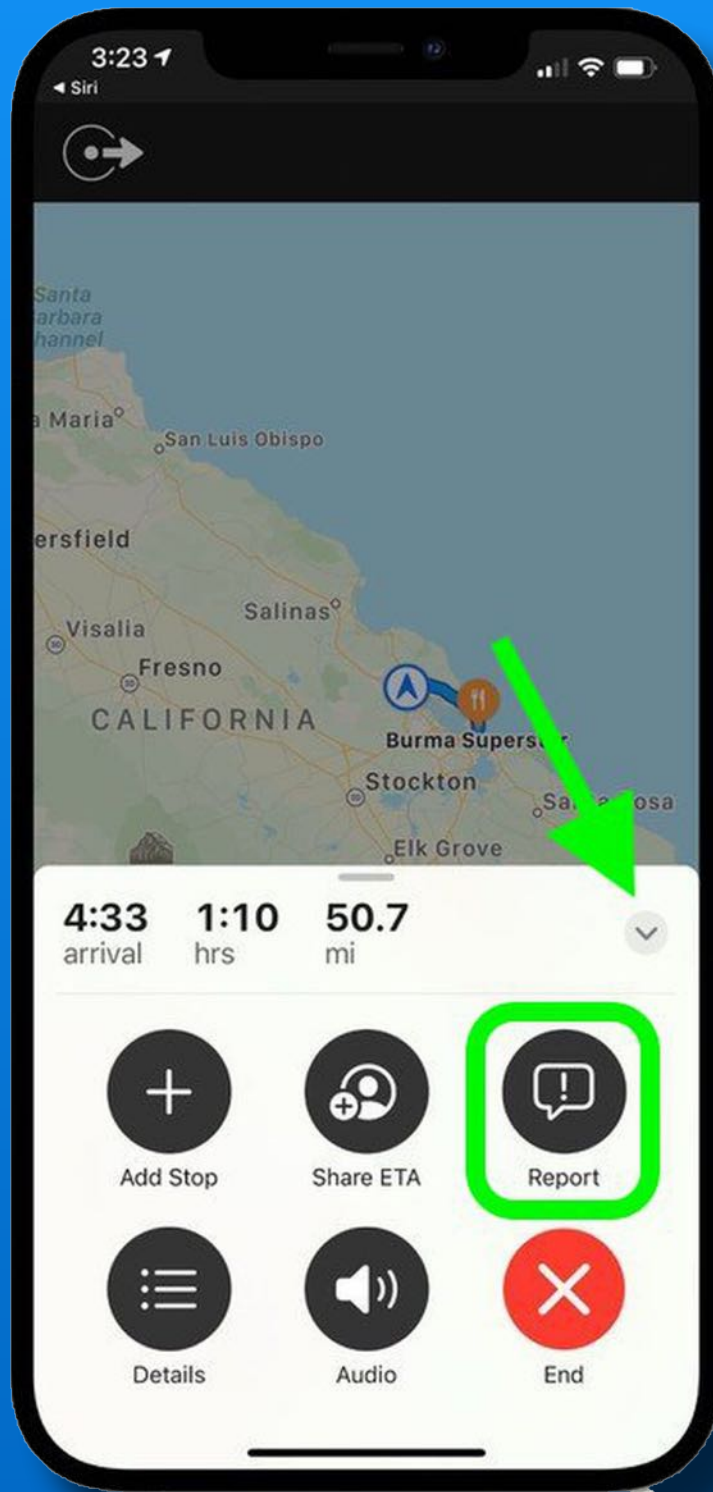 3:23
Siri
Santa
arbara
hannel
a Maria
San Luis Obispo
ersfield
Salinas
Visalia
Fresno
CALIFORNIA
Burma
Stockton
Elk Grove
4:33 1:10 50.7
arrival hrs mi
Add Stop Share ETA Report
Details Audio End